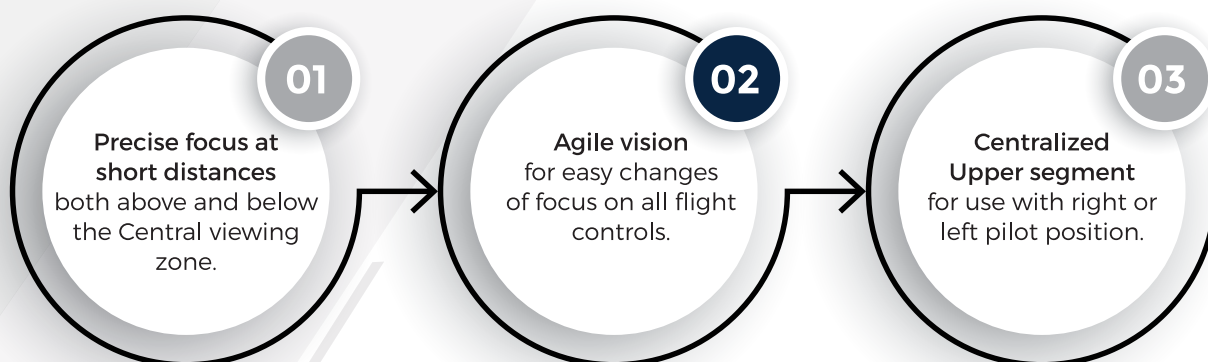 01
Precise focus at
short distances
both above and below
the Central viewing
zone.
02
Agile vision
for easy changes
of focus on all flight
controls.
03
Centralized
Upper segment
for use with right or
left pilot position.